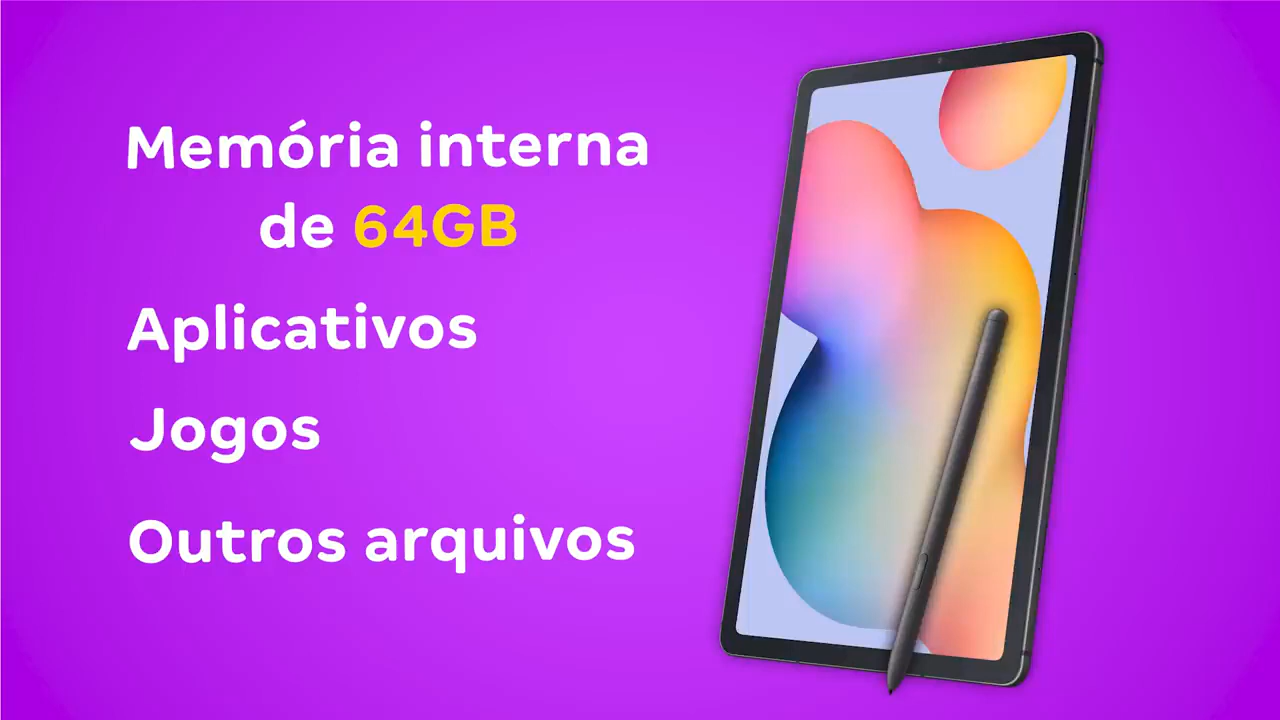 Memória interna
de 64GB
Aplicativos
Jogos
Outros arquivos